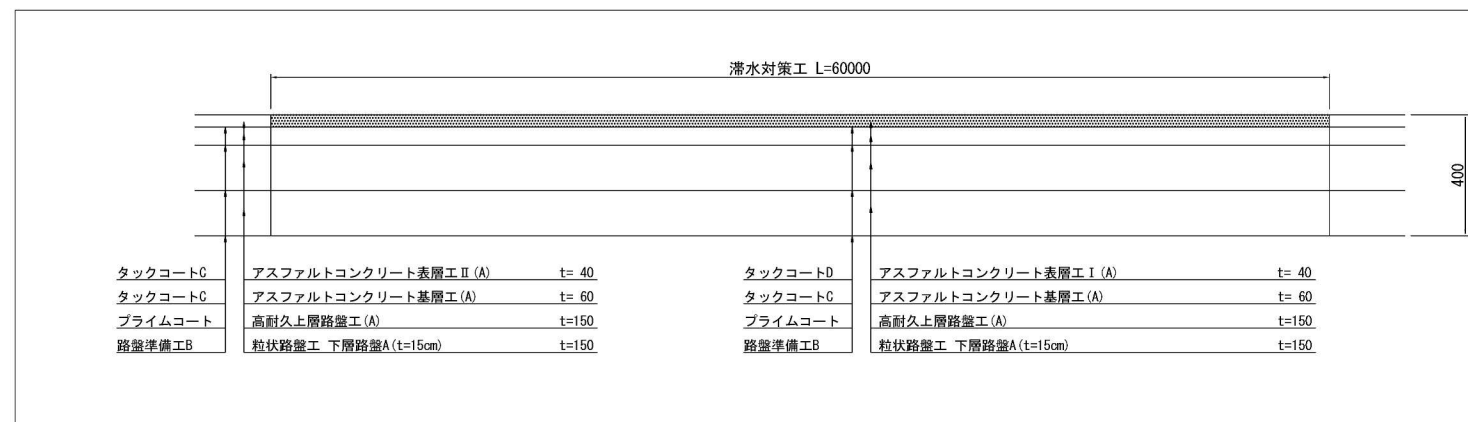 滞水対策工 L=60000
400
タックコートC アスファルトコンクリート表層工Ⅱ(A) t= 40
タックコートC アスファルトコンクリート基層工(A) t= 60
プライムコート 高耐久上層路盤工(A) t=150
路盤準備工B 粒状路盤工 下層路盤A(t=15cm) t=150
タックコートD アスファルトコンクリート表層工Ⅰ(A) t= 40
タックコートC アスファルトコンクリート基層工(A) t= 60
プライムコート 高耐久上層路盤工(A) t=150
路盤準備工B 粒状路盤工 下層路盤A(t=15cm) t=150